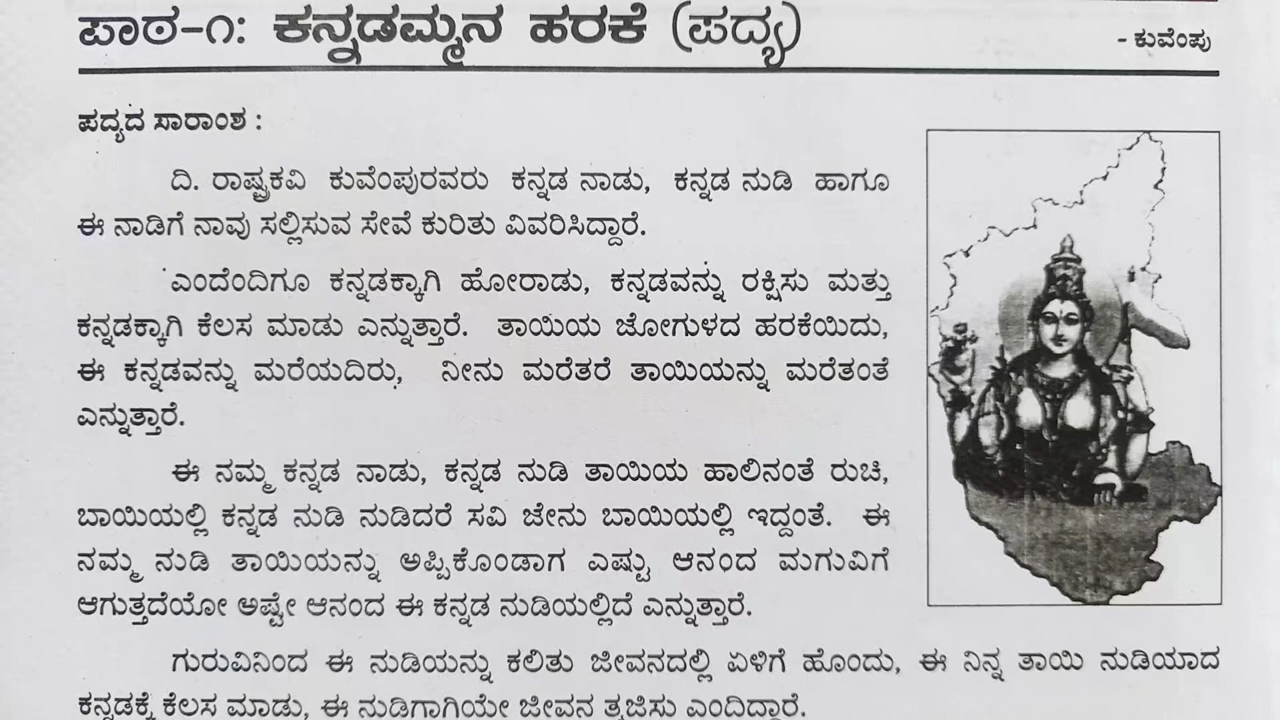 ಪಾಠ-೧: ಕನ್ನಡಮ್ಮನ ಹರಕೆ (ಪದ್ಯ)
- ಕುವೆಂಪು
ಪದ್ಯದ ಸಾರಾಂಶ :
ದಿ. ರಾಷ್ಟ್ರಕವಿ ಕುವೆಂಪುರವರು ಕನ್ನಡ ನಾಡು, ಕನ್ನಡ ನುಡಿ ಹಾಗೂ
ಈ ನಾಡಿಗೆ ನಾವು ಸಲ್ಲಿಸುವ ಸೇವೆ ಕುರಿತು ವಿವರಿಸಿದ್ದಾರೆ.
ಎಂದೆಂದಿಗೂ ಕನ್ನಡಕ್ಕಾಗಿ ಹೋರಾಡು, ಕನ್ನಡವನ್ನು ರಕ್ಷಿಸು ಮತ್ತು
ಕನ್ನಡಕ್ಕಾಗಿ ಕೆಲಸ ಮಾಡು ಎನ್ನುತ್ತಾರೆ. ತಾಯಿಯ ಜೋಗುಳದ ಹರಕೆಯಿದು,
ಈ ಕನ್ನಡವನ್ನು ಮರೆಯದಿರು, ನೀನು ಮರೆತರೆ ತಾಯಿಯನ್ನು ಮರೆತಂತೆ
ಎನ್ನುತ್ತಾರೆ.
ಈ ನಮ್ಮ ಕನ್ನಡ ನಾಡು, ಕನ್ನಡ ನುಡಿ ತಾಯಿಯ ಹಾಲಿನಂತೆ ರುಚಿ,
ಬಾಯಿಯಲ್ಲಿ ಕನ್ನಡ ನುಡಿ ನುಡಿದರೆ ಸವಿ ಜೇನು ಬಾಯಿಯಲ್ಲಿ ಇದ್ದಂತೆ. ಈ
ನಮ್ಮ ನುಡಿ ತಾಯಿಯನ್ನು ಅಪ್ಪಿಕೊಂಡಾಗ ಎಷ್ಟು ಆನಂದ ಮಗುವಿಗೆ
ಆಗುತ್ತದೆಯೋ ಅಷ್ಟೇ ಆನಂದ ಈ ಕನ್ನಡ ನುಡಿಯಲ್ಲಿದೆ ಎನ್ನುತ್ತಾರೆ.
ಗುರುವಿನಿಂದ ಈ ನುಡಿಯನ್ನು ಕಲಿತು ಜೀವನದಲ್ಲಿ ಏಳಿಗೆ ಹೊಂದು, ಈ ನಿನ್ನ ತಾಯಿ ನುಡಿಯಾದ
ಕನ್ನಡಕ್ಕೆ ಕೆಲಸ ಮಾಡು, ಈ ನುಡಿಗಾಗಿಯೇ ಜೀವನ ತ್ಯಜಿಸು ಎಂದಿದ್ದಾರೆ.